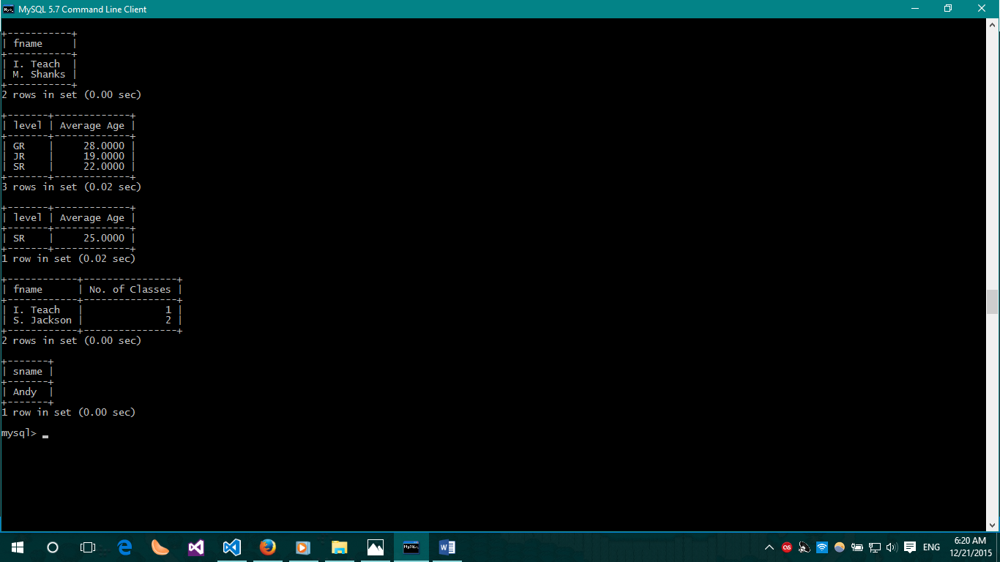 MySQL 5.7 Command Line Client
+-----------+
| fname     |
+-----------+
| I. Teach  |
| M. Shanks |
+-----------+
2 rows in set (0.00 sec)
+-------+-------------+
| level | Average Age |
+-------+-------------+
| GR    |     28.0000 |
| JR    |     19.0000 |
| SR    |     22.0000 |
+-------+-------------+
3 rows in set (0.02 sec)
+-------+-------------+
| level | Average Age |
+-------+-------------+
| SR    |     25.0000 |
+-------+-------------+
1 row in set (0.02 sec)
+------------+----------------+
| fname      | No. of Classes |
+------------+----------------+
| I. Teach   |              1 |
| S. Jackson |              2 |
+------------+----------------+
2 rows in set (0.00 sec)
+-------+
| sname |
+-------+
| Andy  |
+-------+
1 row in set (0.00 sec)
mysql> _
ENG
6:20 AM
12/21/2015